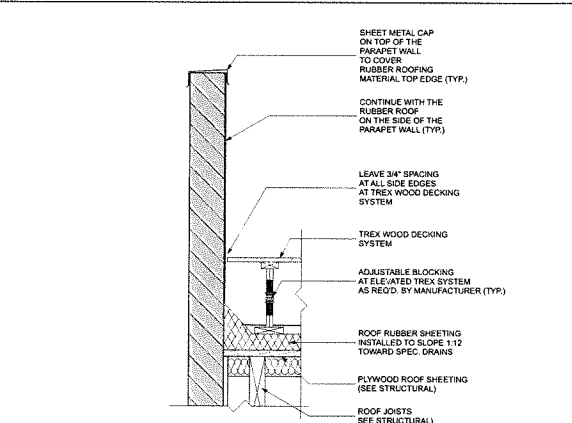 SHEET METAL CAP
ON TOP OF THE
PARAPET WALL
TO COVER
RUBBER ROOFING
MATERIAL TOP EDGE (TYP.)
CONTINUE WITH THE
RUBBER ROOF
ON THE SIDE OF THE
PARAPET WALL (TYP.)
LEAVE 3/4" SPACING
AT ALL SIDE EDGES
AT TREX WOOD DECKING
SYSTEM
TREX WOOD DECKING
SYSTEM
ADJUSTABLE BLOCKING
AT ELEVATED TREX SYSTEM
AS REQ'D. BY MANUFACTURER (TYP.)
ROOF RUBBER SHEETING
INSTALLED TO SLOPE 1:12
TOWARD SPEC. DRAINS
PLYWOOD ROOF SHEETING
(SEE STRUCTURAL)
ROOF JOISTS
SEE STRUCTURAL)